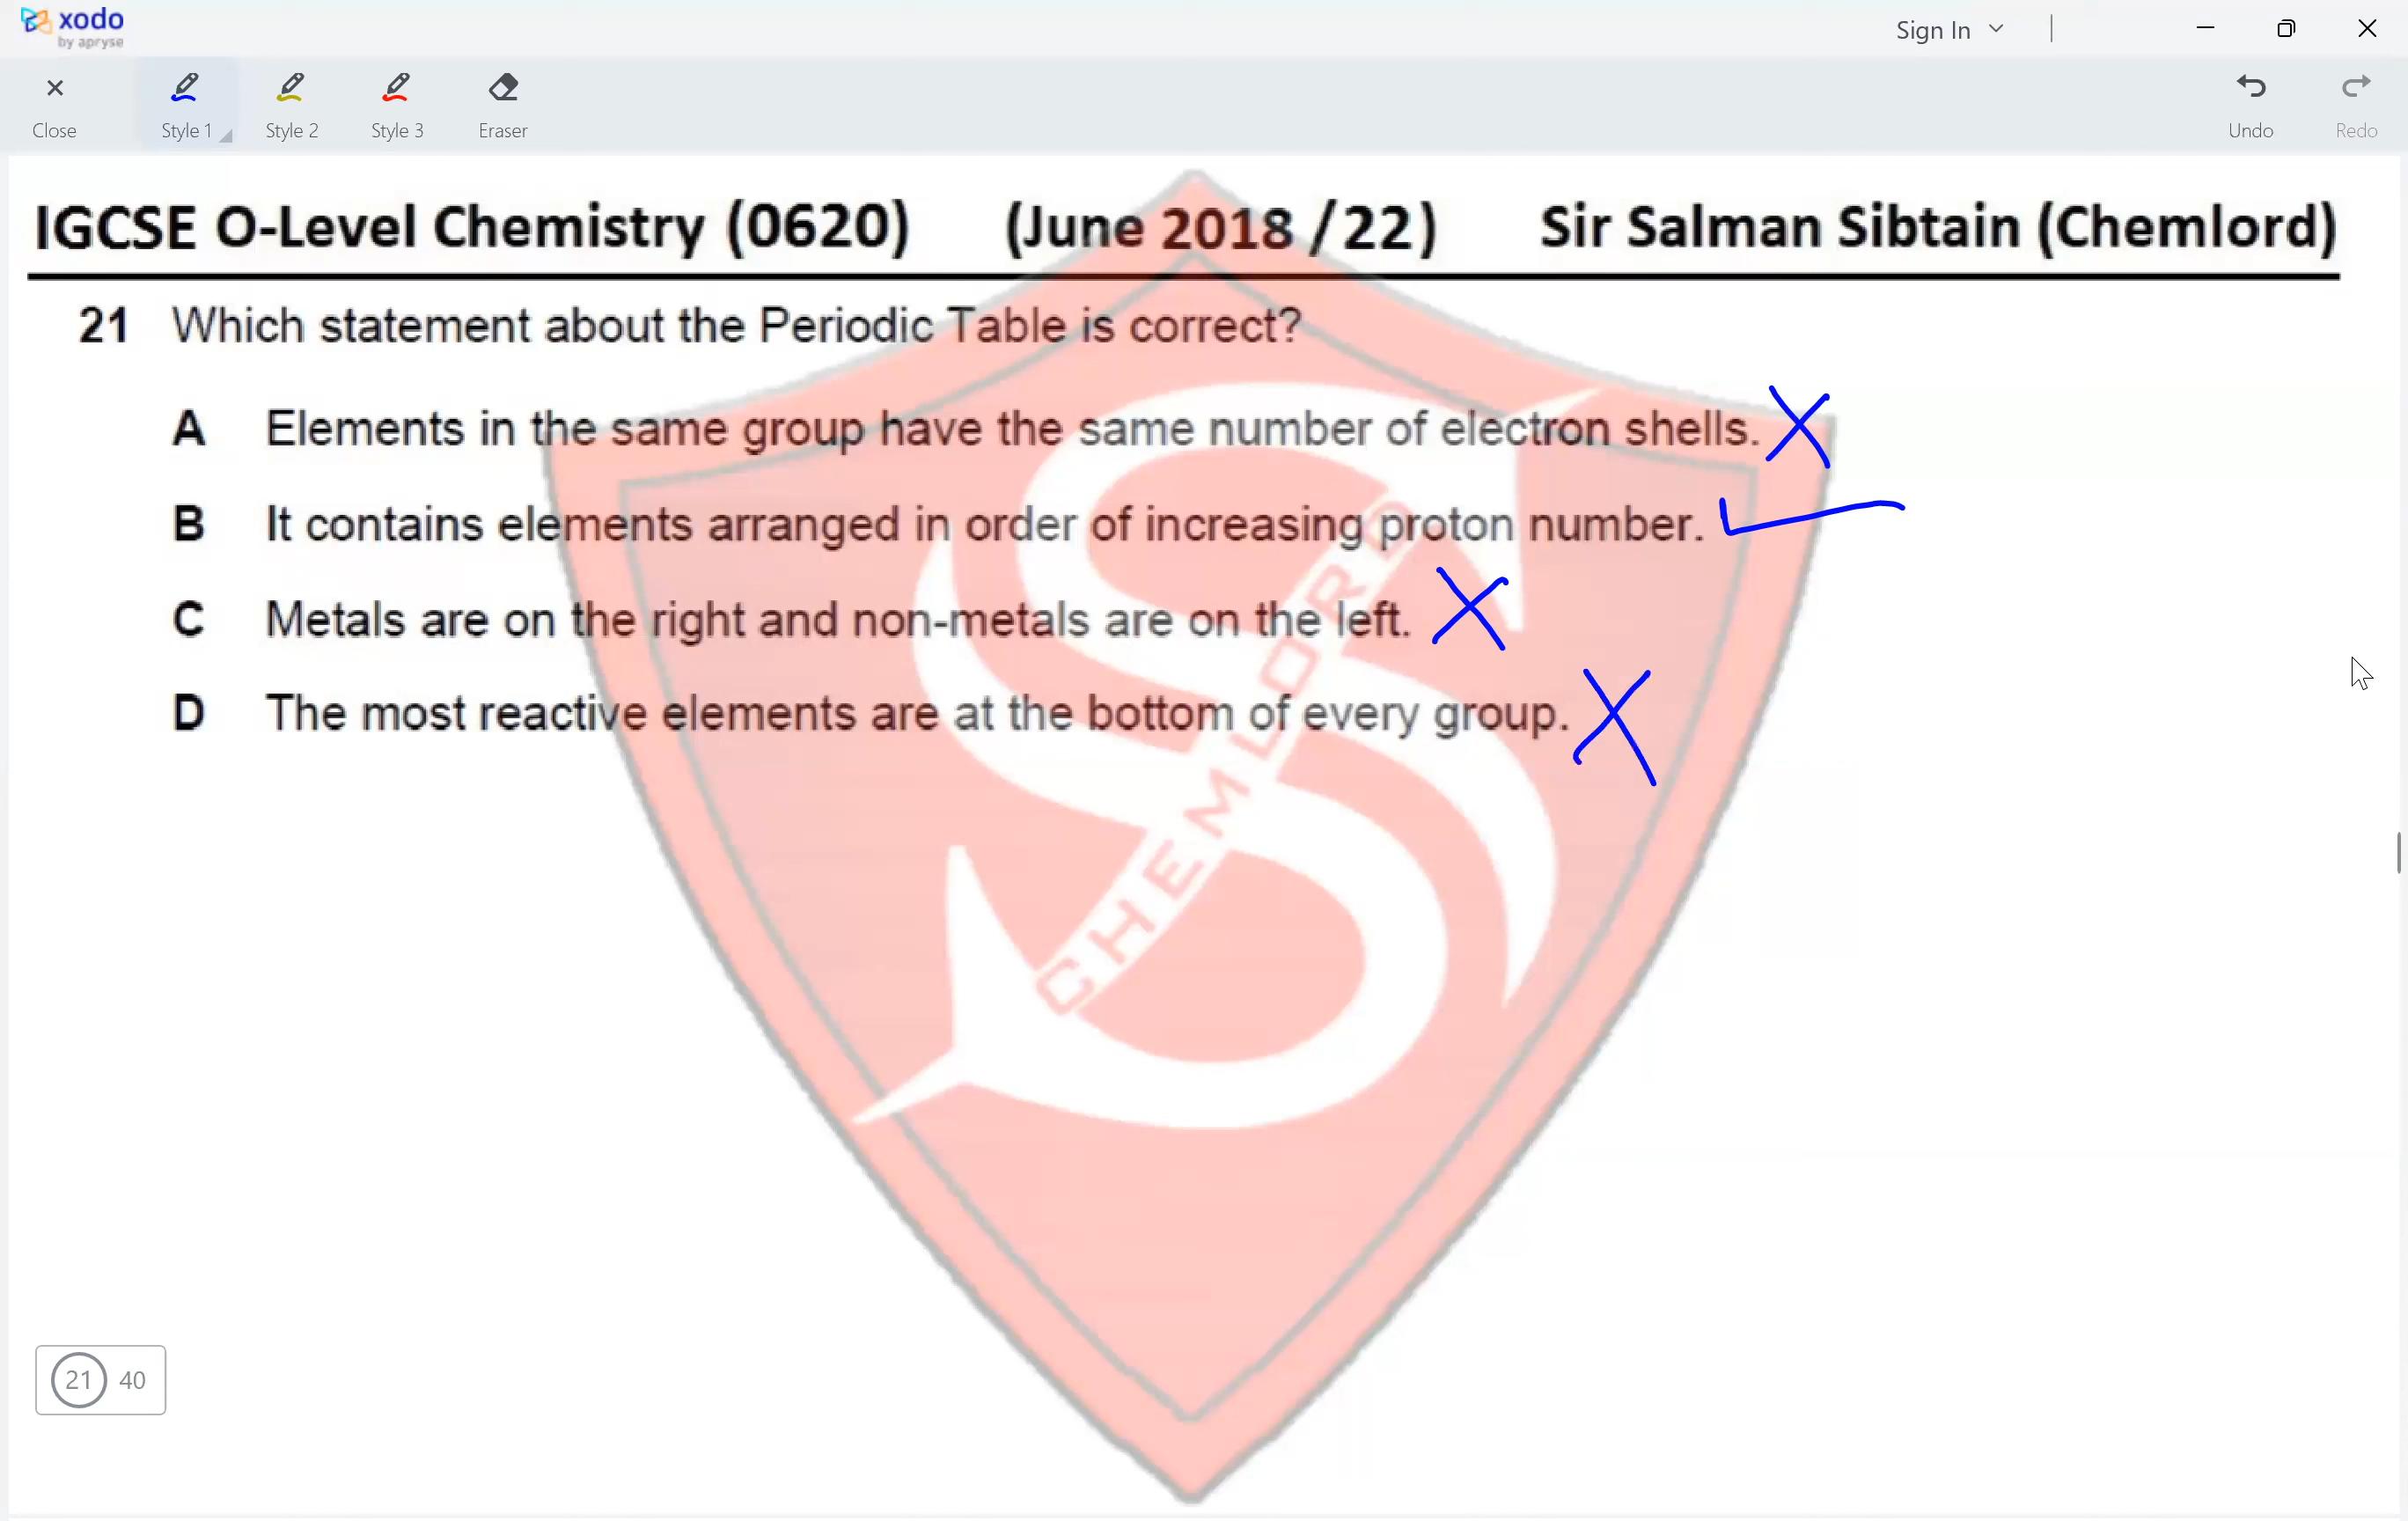 xodo
by apryse
Sign In
Close
Style 1
Style 2
Style 3
Eraser
Undo
Redo
IGCSE O-Level Chemistry (0620) (June 2018 /22) Sir Salman Sibtain (Chemlord)
21 Which statement about the Periodic Table is correct?
A Elements in the same group have the same number of electron shells.
B It contains elements arranged in order of increasing proton number.
C Metals are on the right and non-metals are on the left.
D The most reactive elements are at the bottom of every group.
CHEMLORD
21 40